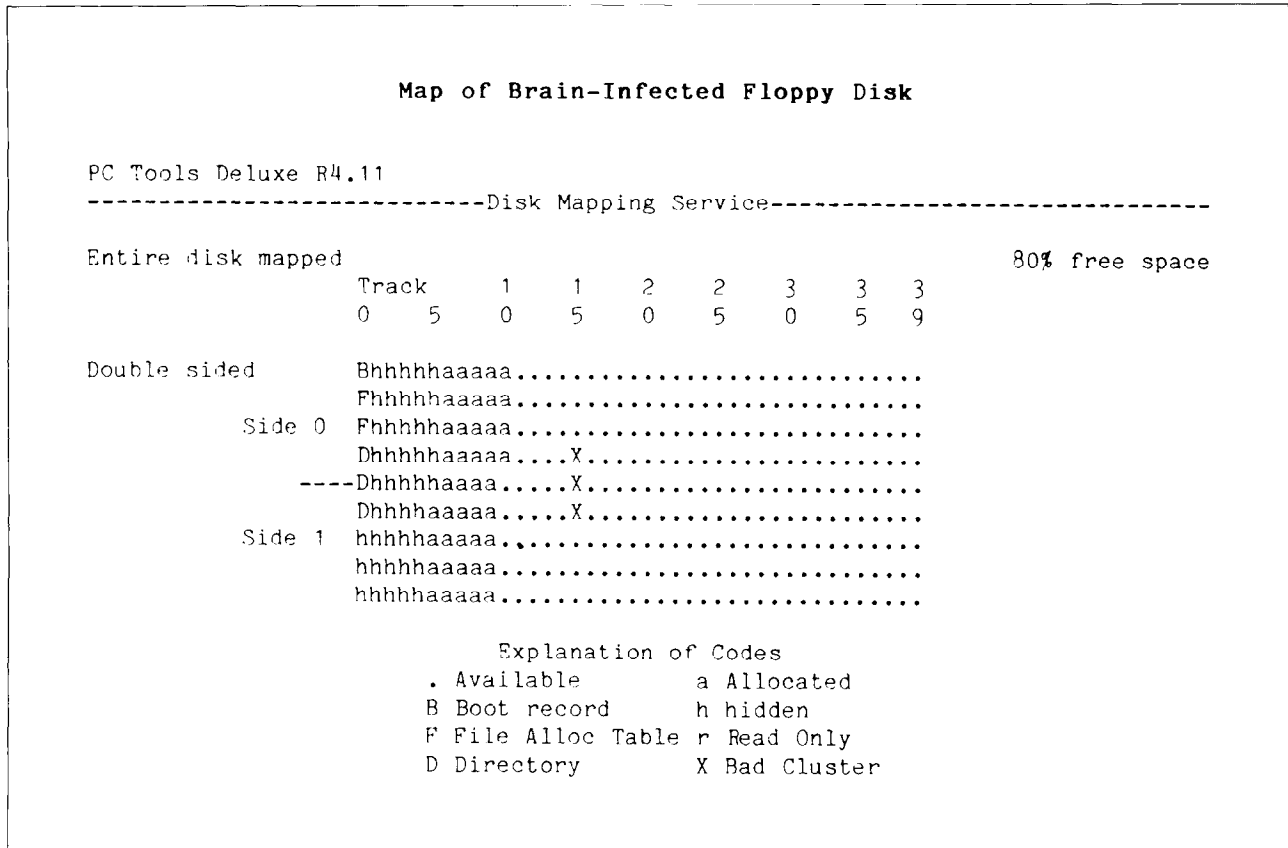 Map of Brain-Infected Floppy Disk
PC Tools Deluxe R4.11
----------------------------Disk Mapping Service-------------------------------
Entire disk mapped 80% free space
Track 1 1 2 2 3 3 3
0 5 0 5 0 5 0 5 9
Double sided Bhhhhhaaaaa.............................
Fhhhhhaaaaa.............................
Side 0 Fhhhhhaaaaa.............................
Dhhhhhaaaaa....X........................
----Dhhhhhaaaa.....X........................
Dhhhhhaaaa.....X........................
Side 1 hhhhhaaaaa..............................
hhhhhaaaaa..............................
hhhhhaaaaa..............................
Explanation of Codes
. Available a Allocated
B Boot record h hidden
F File Alloc Table r Read Only
D Directory X Bad Cluster